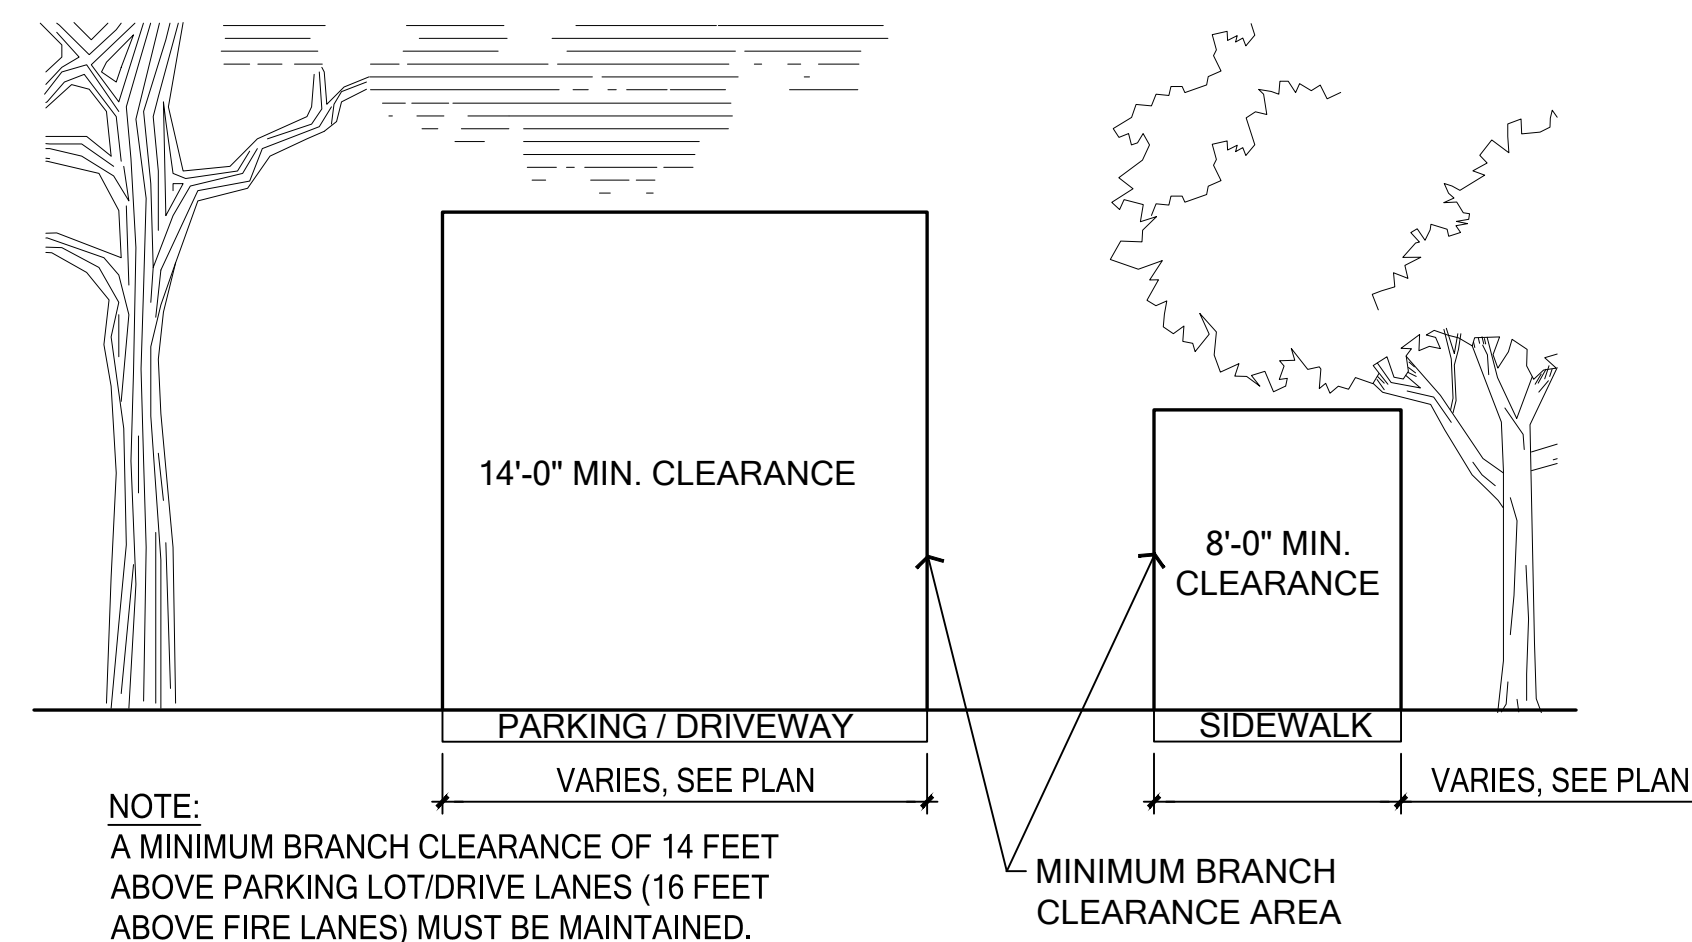 14'-0" MIN. CLEARANCE
8'-0" MIN.
CLEARANCE
PARKING / DRIVEWAY
SIDEWALK
VARIES, SEE PLAN
VARIES, SEE PLAN
NOTE:
A MINIMUM BRANCH CLEARANCE OF 14 FEET
ABOVE PARKING LOT/DRIVE LANES (16 FEET
ABOVE FIRE LANES) MUST BE MAINTAINED.
MINIMUM BRANCH
CLEARANCE AREA